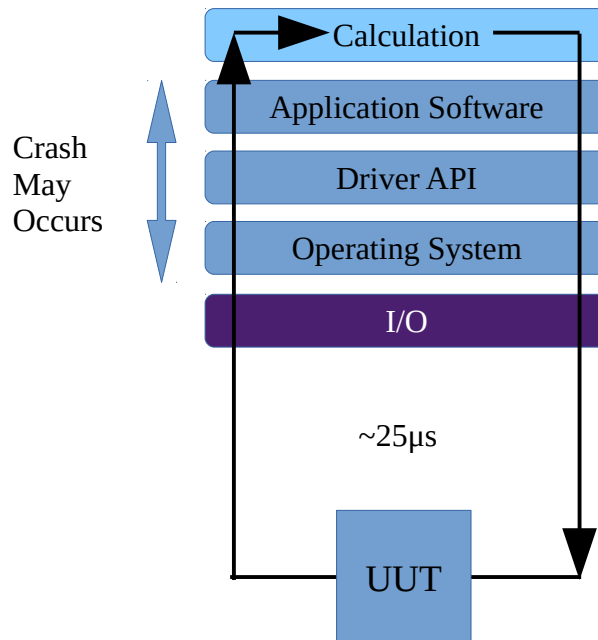 Calculation
Application Software
Crash
May
Occurs
Driver API
Operating System
I/O
~25μs
UUT